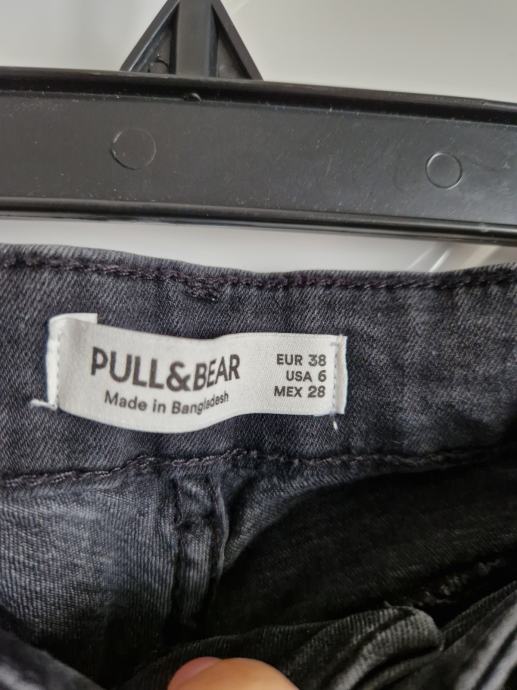 PULL&BEAR
Made in Bangladesh
EUR 38
USA 6
MEX 28